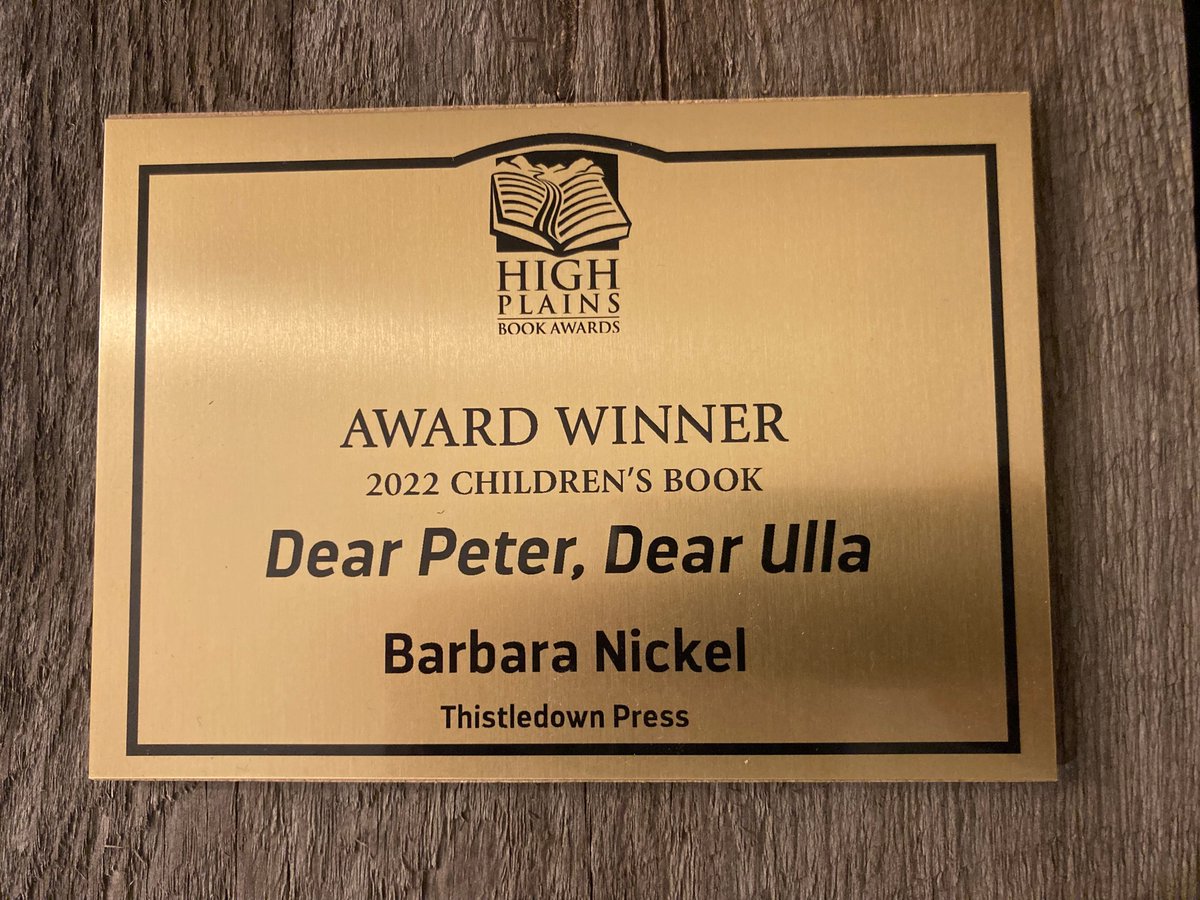 HIGH
PLAINS
BOOK AWARDS
AWARD WINNER
2022 CHILDREN'S BOOK
Dear Peter, Dear Ulla
Barbara Nickel
Thistledown Press